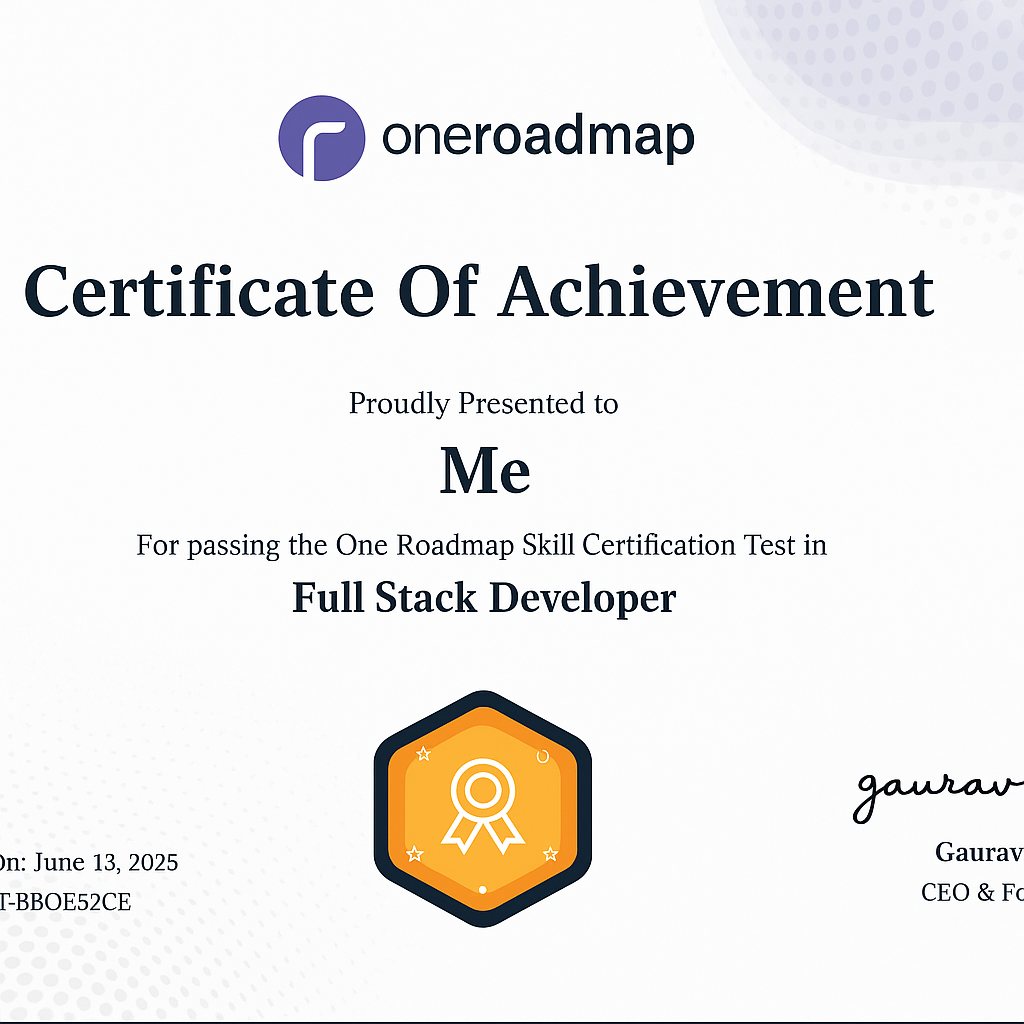 oneroadmap
Certificate Of Achievement
Proudly Presented to
Me
For passing the One Roadmap Skill Certification Test in
Full Stack Developer
On: June 13, 2025
T-BBOE52CE
gaurav
Gaurav
CEO & Fo